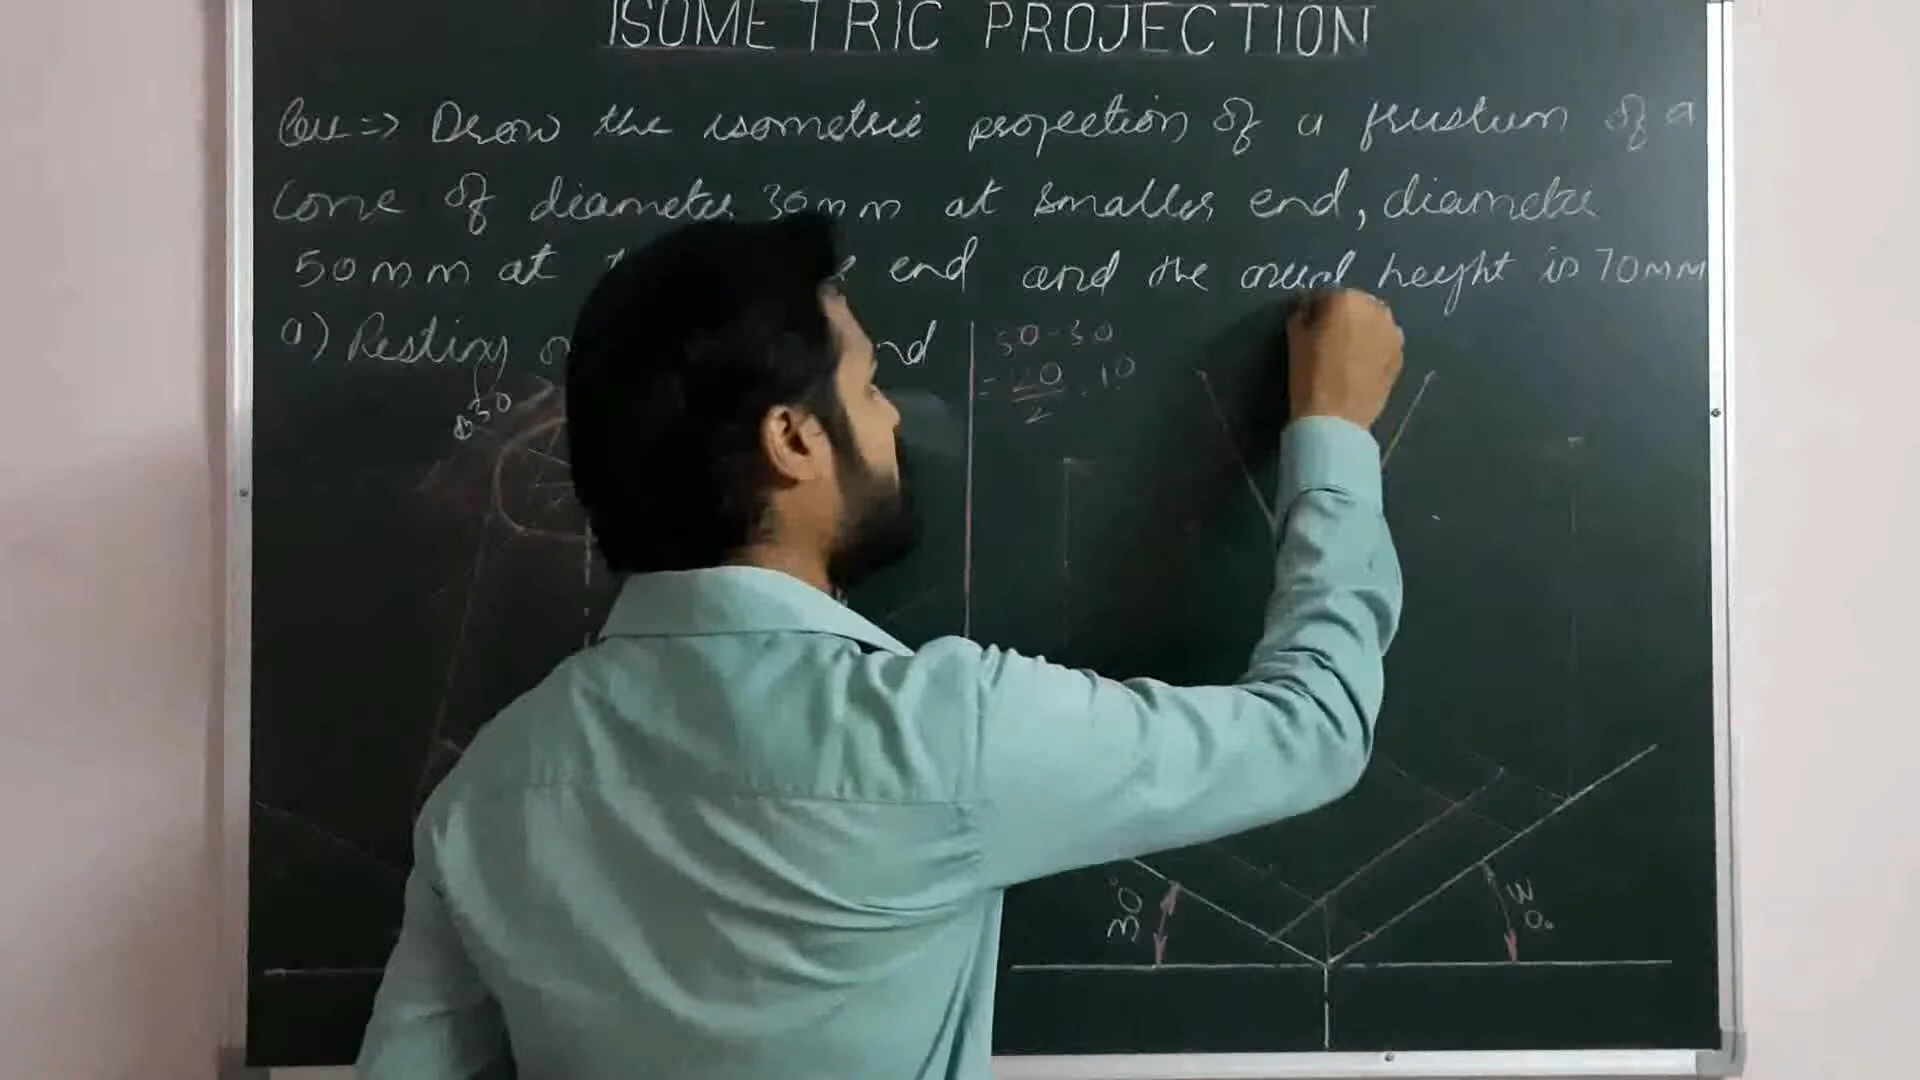 ISOMETRIC PROJECTION
Que => Draw the isometric projection of a frustum of a
Cone of diameter 30mm at smaller end, diameter
50mm at end and the axial height is 70mm
a) Resting
50-30
= 20 . 10
2
ɸ30
30°
30°